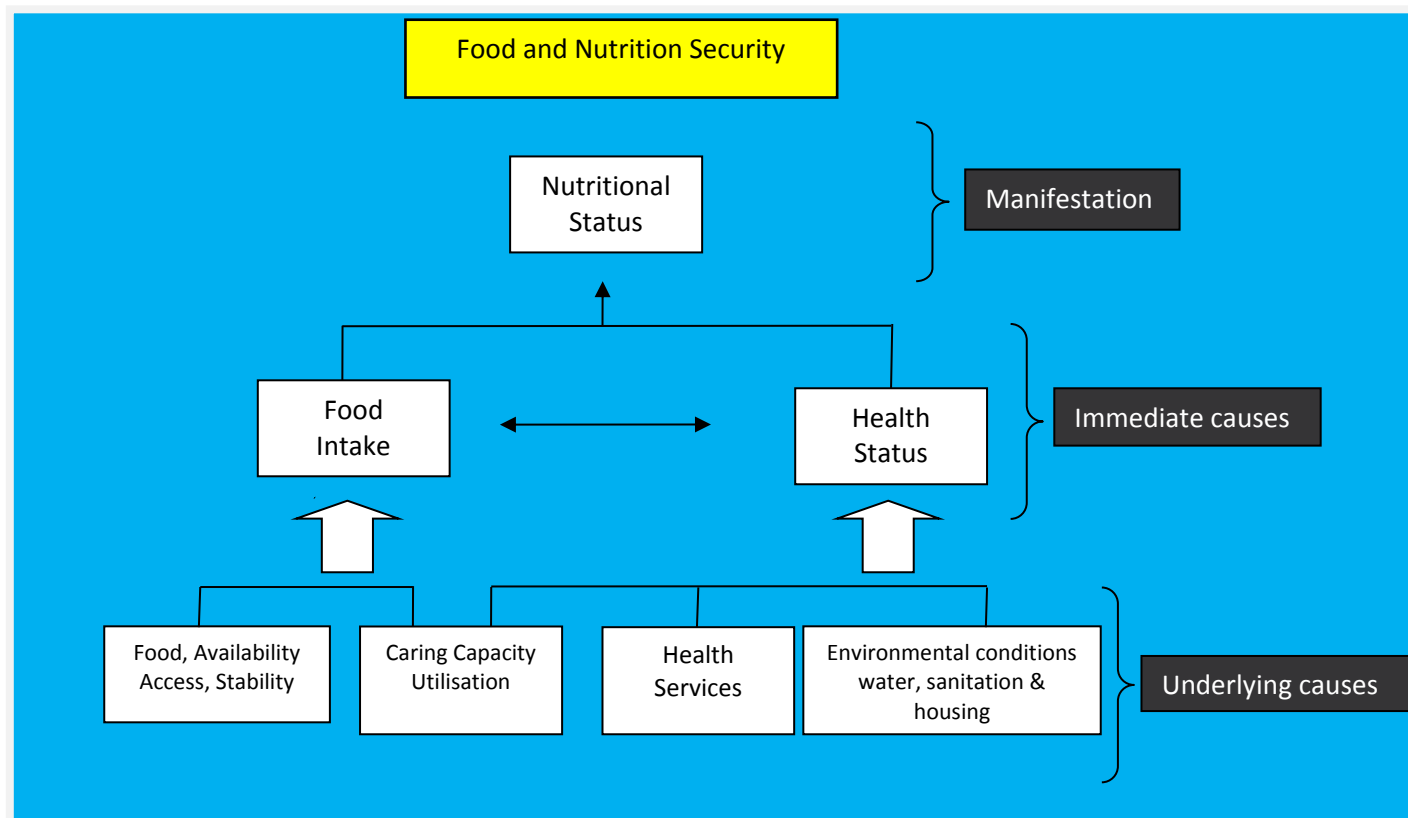 Food and Nutrition Security
Nutritional
Status
Manifestation
Food
Intake
Health
Status
Immediate causes
Food, Availability
Access, Stability
Caring Capacity
Utilisation
Health
Services
Environmental conditions
water, sanitation &
housing
Underlying causes